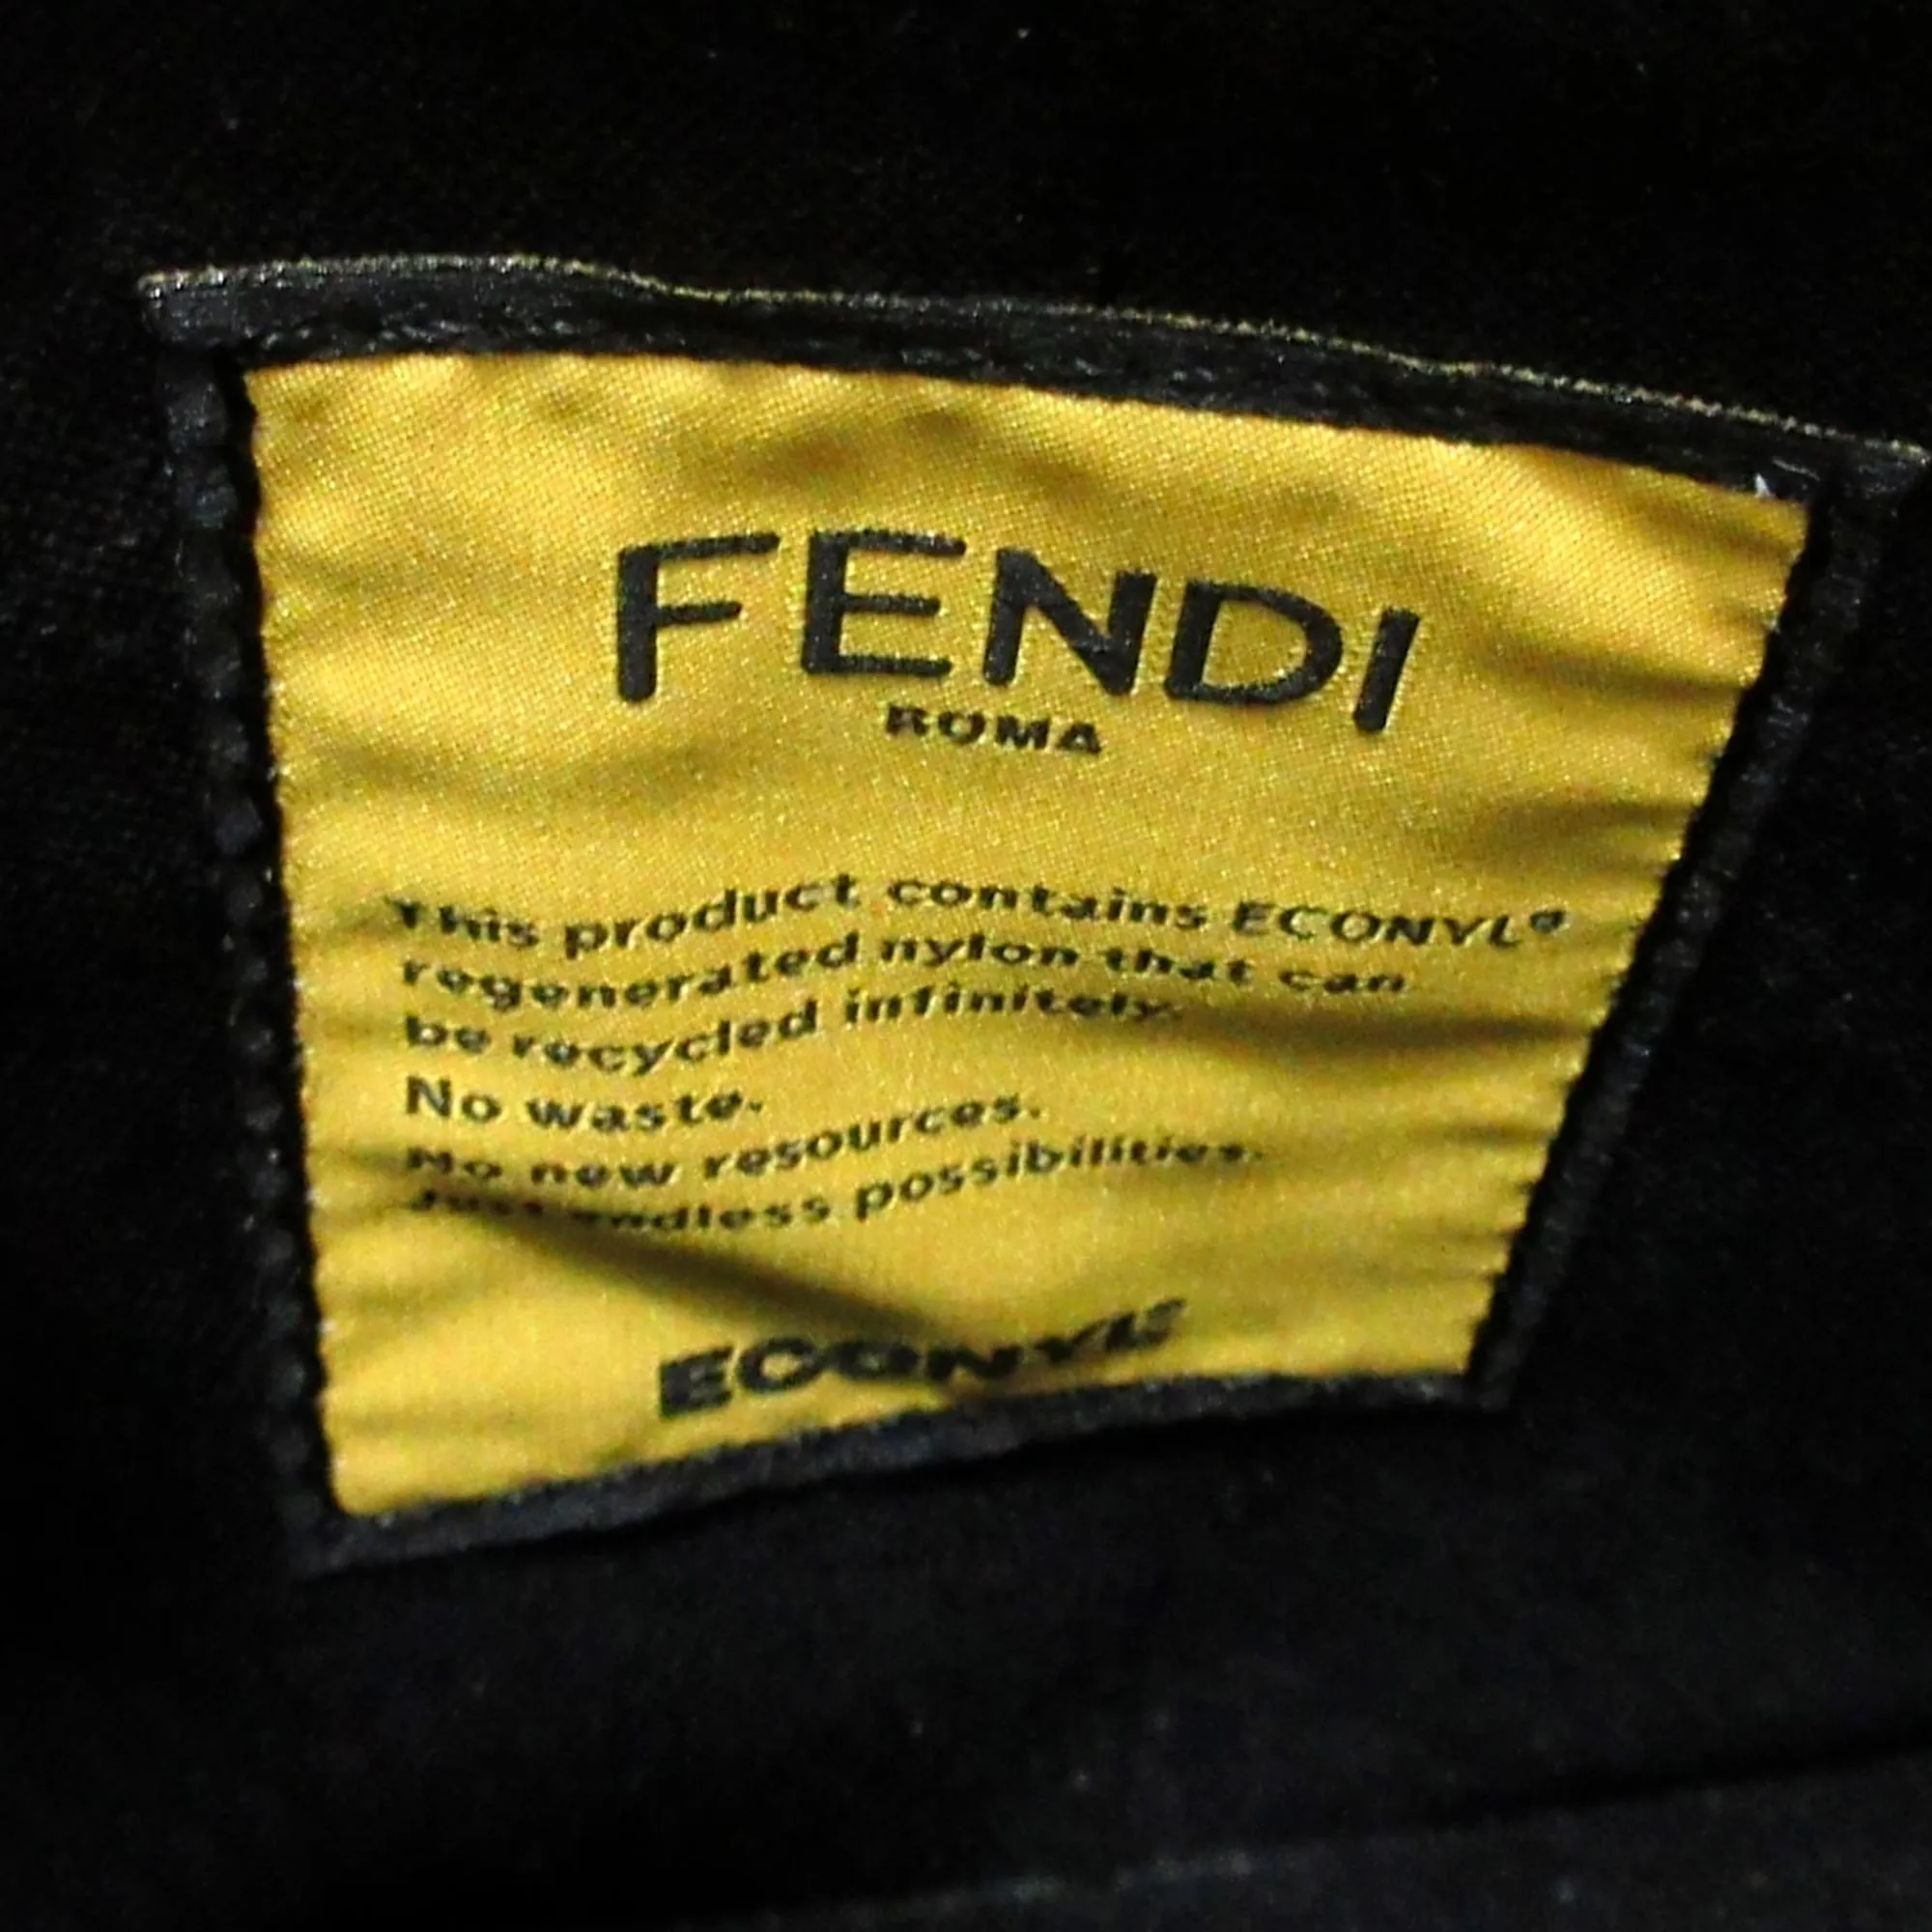 FENDI
ROMA
This product contains ECONYL®
regenerated nylon that can
be recycled infinitely.
No waste.
No new resources.
Just endless possibilities.
ECONYL®